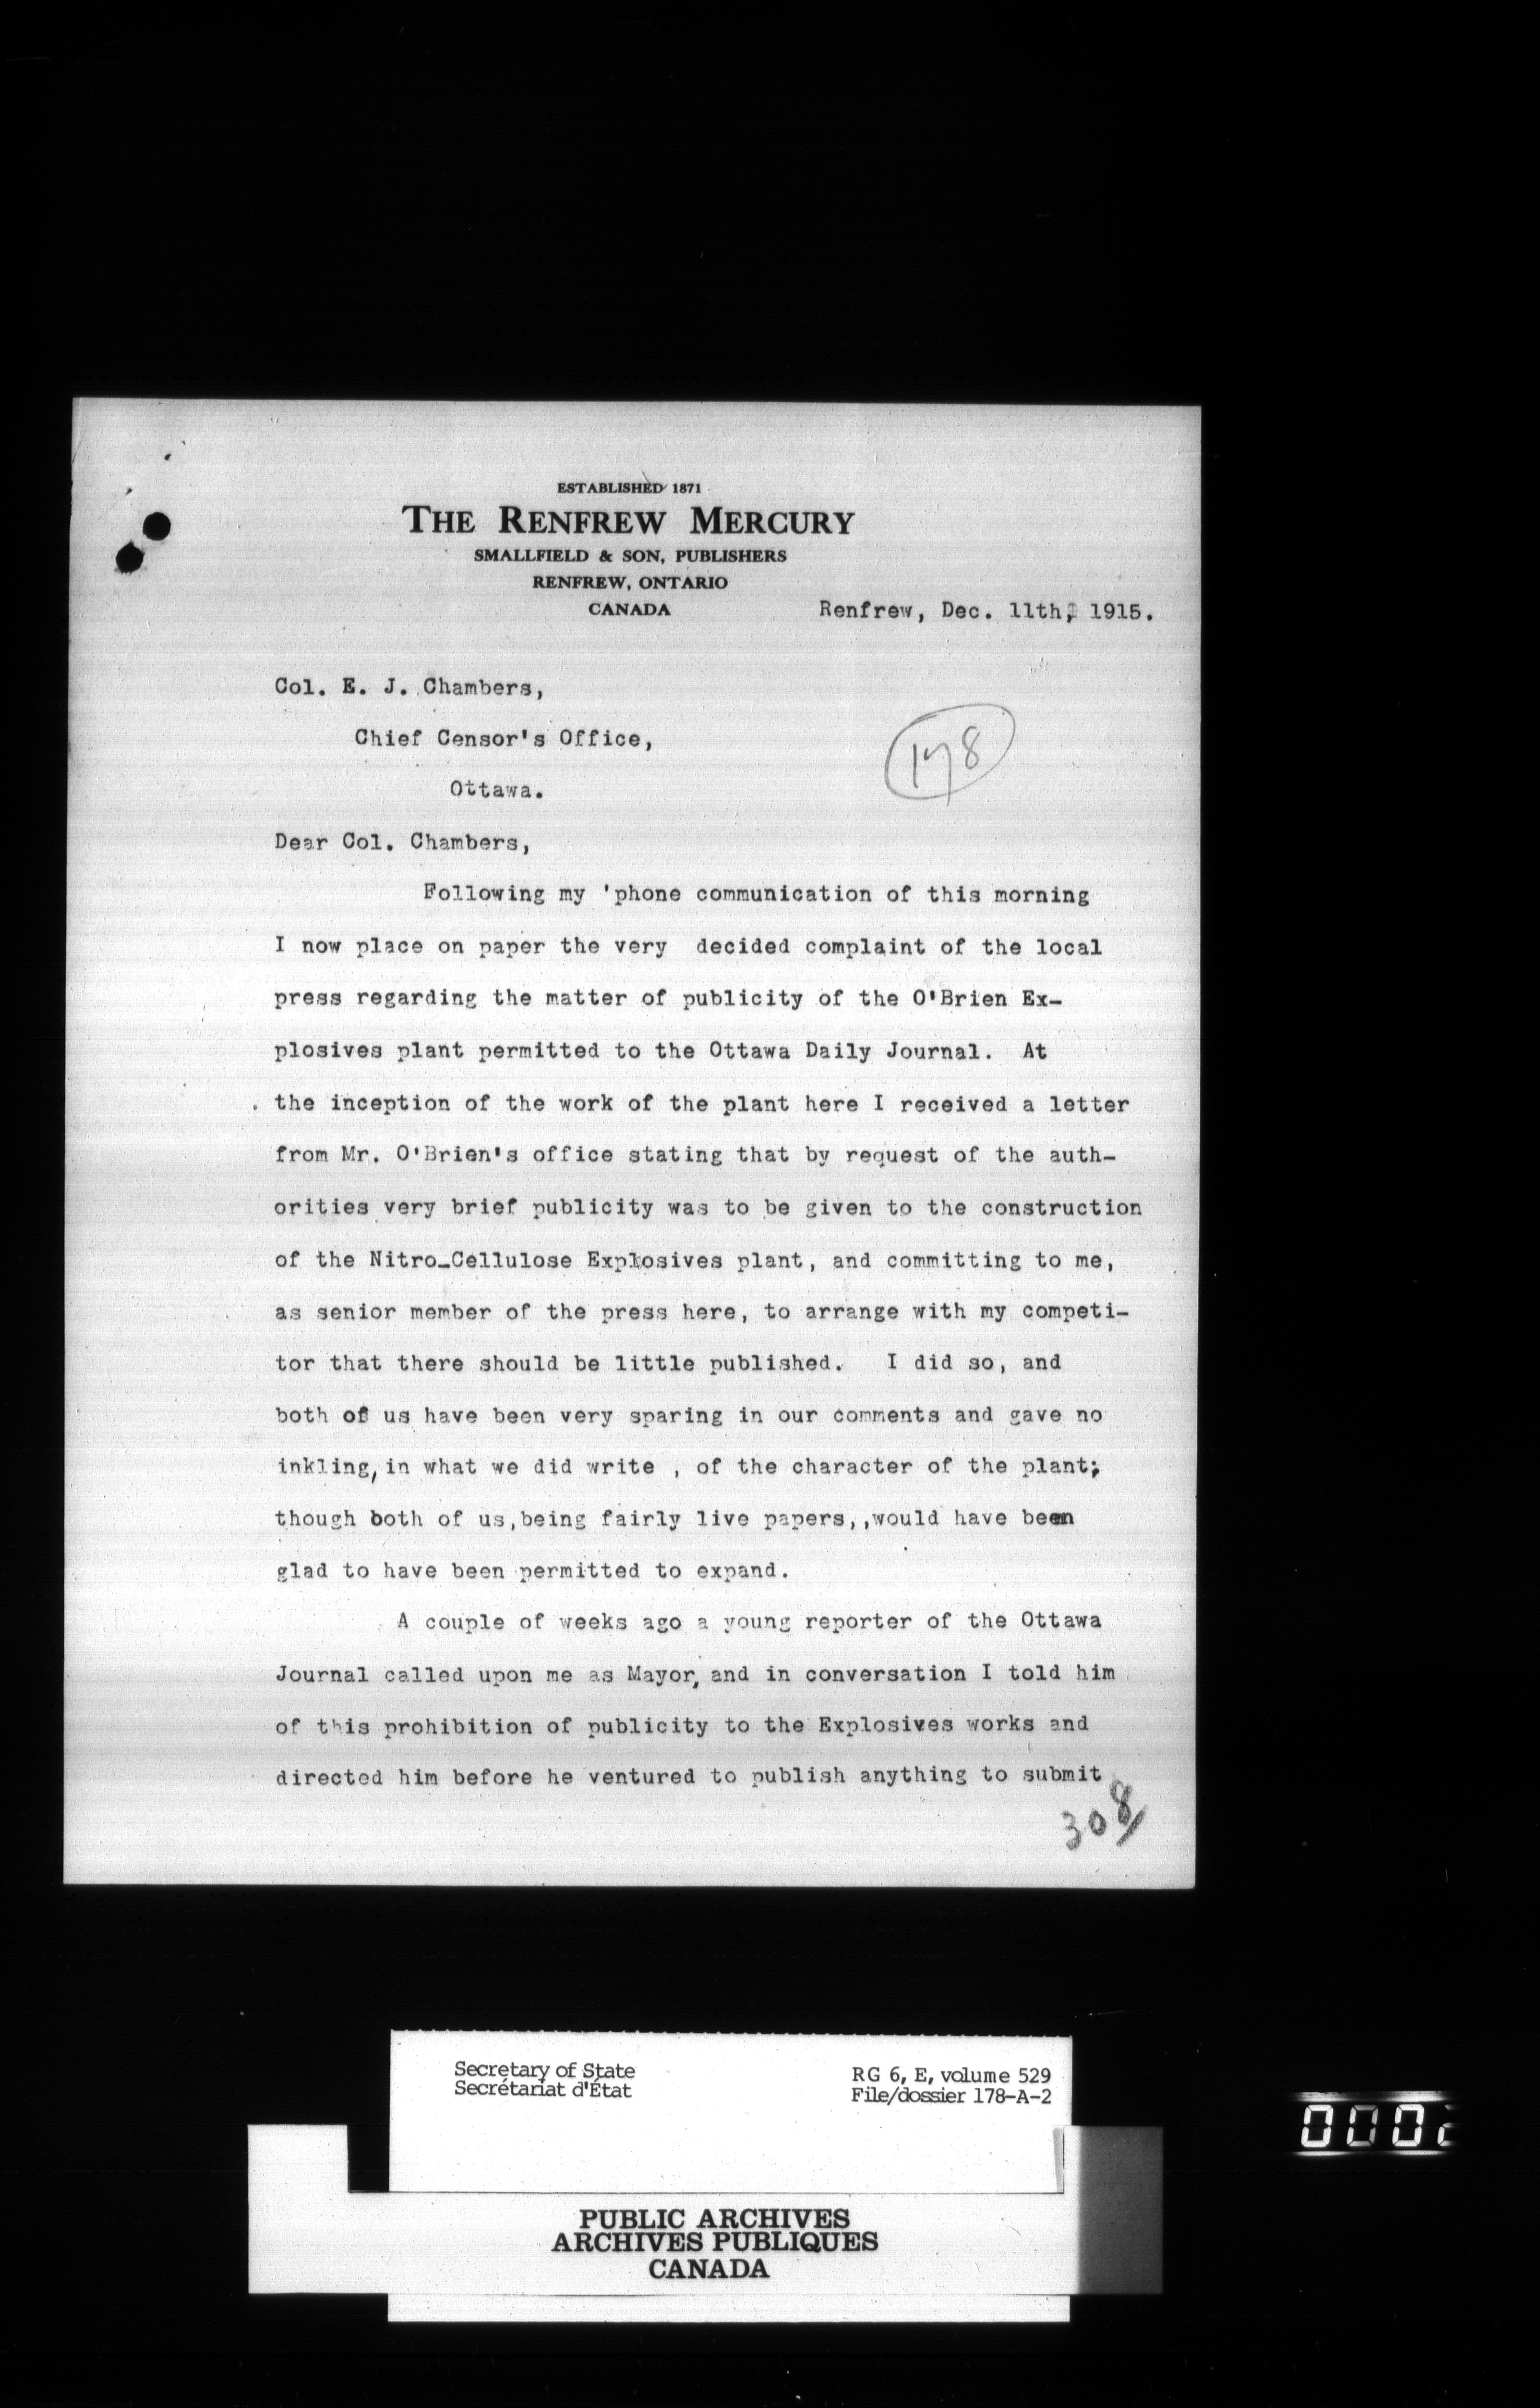 ESTABLISHED 1871
THE RENFREW MERCURY
SMALLFIELD & SON, PUBLISHERS
RENFREW, ONTARIO
CANADA
Renfrew, Dec. 11th, 1915.
Col. E. J. Chambers,
Chief Censor's Office,
Ottawa.
178
Dear Col. Chambers,
Following my 'phone communication of this morning
I now place on paper the very decided complaint of the local
press regarding the matter of publicity of the O'Brien Ex-
plosives plant permitted to the Ottawa Daily Journal. At
the inception of the work of the plant here I received a letter
from Mr. O'Brien's office stating that by request of the auth-
orities very brief publicity was to be given to the construction
of the Nitro-Cellulose Explosives plant, and committing to me,
as senior member of the press here, to arrange with my competi-
tor that there should be little published. I did so, and
both of us have been very sparing in our comments and gave no
inkling, in what we did write , of the character of the plant;
though both of us,being fairly live papers,,would have been
glad to have been permitted to expand.
A couple of weeks ago a young reporter of the Ottawa
Journal called upon me as Mayor, and in conversation I told him
of this prohibition of publicity to the Explosives works and
directed him before he ventured to publish anything to submit
308
Secretary of State
Secrétariat d'État
RG 6, E, volume 529
File/dossier 178-A-2
PUBLIC ARCHIVES
ARCHIVES PUBLIQUES
CANADA
000